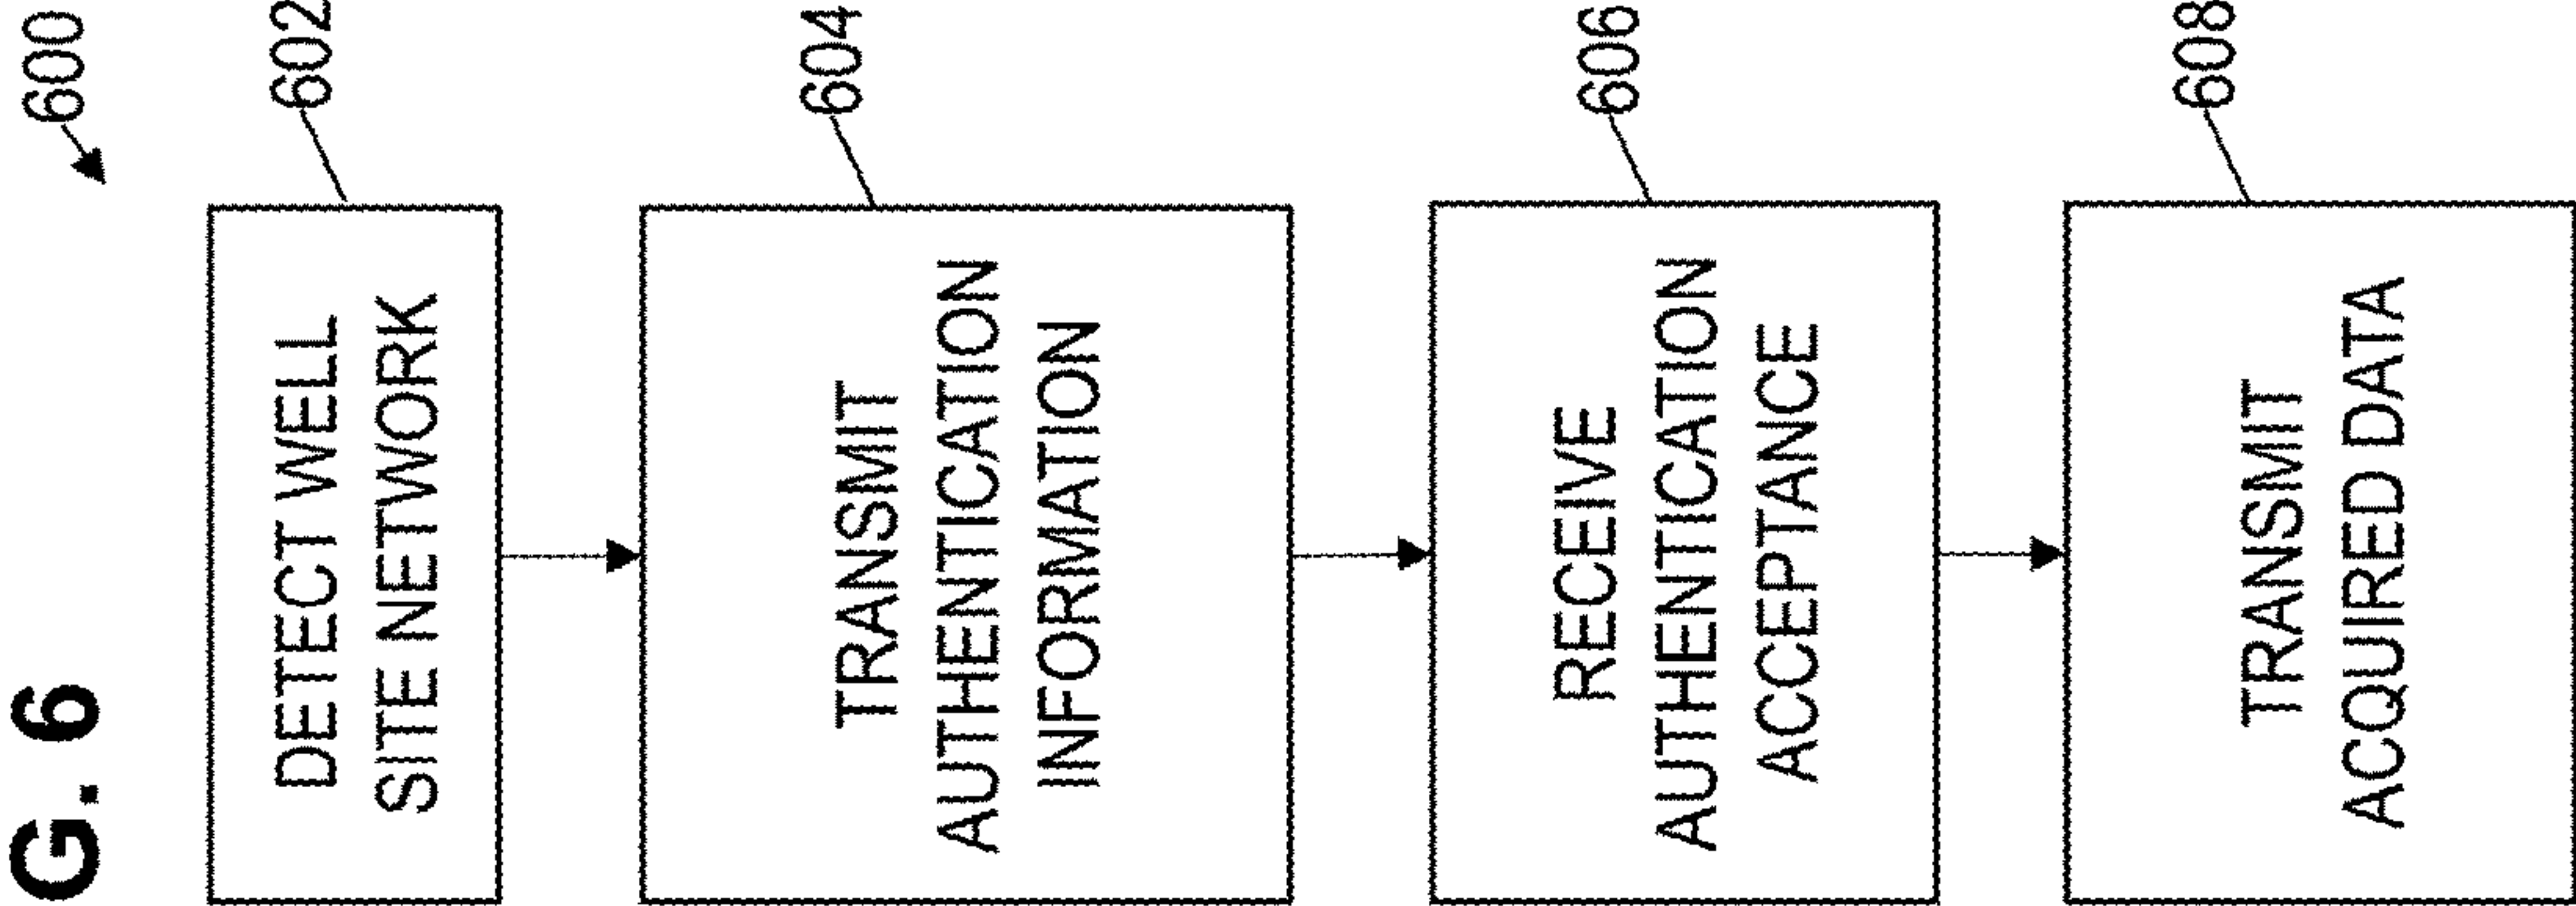 G. 6
600
DETECT WELL
SITE NETWORK
602
TRANSMIT
AUTHENTICATION
INFORMATION
604
RECEIVE
AUTHENTICATION
ACCEPTANCE
606
TRANSMIT
ACQUIRED DATA
608